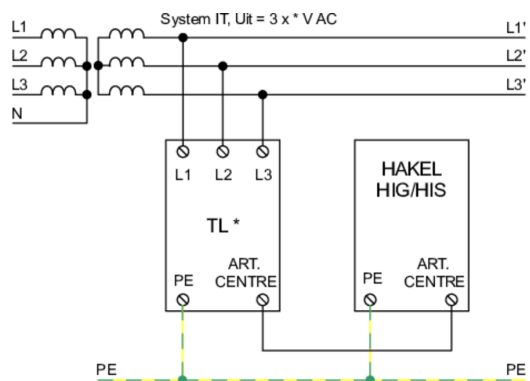 System IT, Uit = 3 x * V AC
L1
L1'
L2
L2'
L3
L3'
N
L1 L2 L3
TL *
PE
ART.
CENTRE
HAKEL
HIG/HIS
PE
ART.
CENTRE
PE
PE